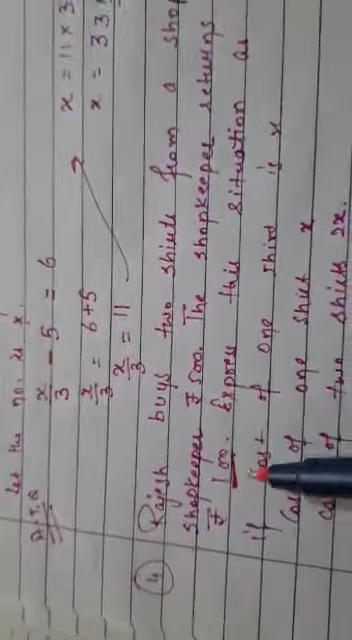 Let the no. is x.
A.T.Q
x/3 - 5 = 6
x/3 = 6+5
x/3 = 11
x = 11 × 3
x = 33
(4) Rajesh buys two shirts from a shop
shopkeeper ₹ 500. The shopkeeper returns
₹ 100. Express this situation as
if cost of one third is x
Cost of one shirt x
of two shirts 2x.